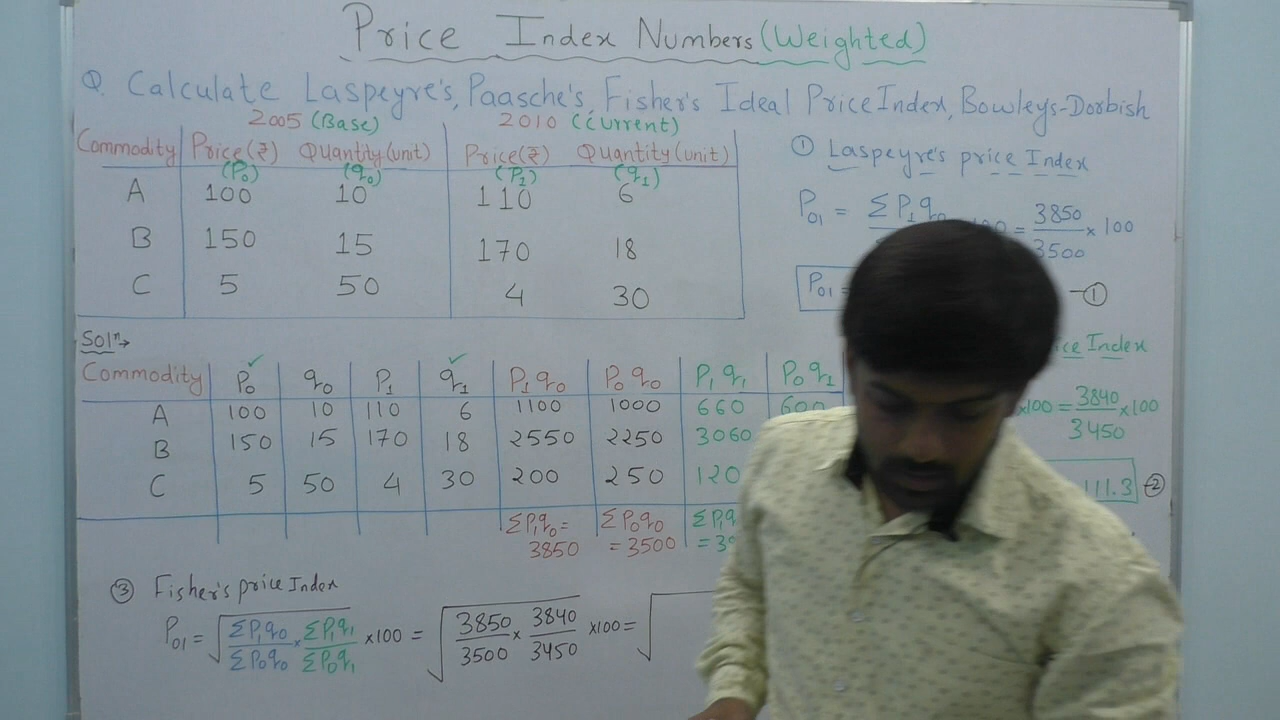 Price Index Numbers (Weighted)
Q. Calculate Laspeyre's, Paasche's, Fisher's Ideal Price Index, Bowleys-Dorbish
2005 (Base) 2010 (Current)
Commodity Price (₹) Quantity (unit) Price (₹) Quantity (unit)
(P₀) (q₀) (P₁) (q₁)
A 100 10 110 6
B 150 15 170 18
C 5 50 4 30
① Laspeyre's price Index
P₀₁ = ΣP₁q₀ = 3850/3500 × 100
P₀₁ = —①
Index
×100 = 3840/3450 × 100
111.3 —②
Solⁿ→
Commodity P₀ q₀ P₁ q₁ P₁q₀ P₀q₀ P₁q₁ P₀q₁
A 100 10 110 6 1100 1000 660 600
B 150 15 170 18 2550 2250 3060
C 5 50 4 30 200 250 120
ΣP₁q₀ = 3850 ΣP₀q₀ = 3500 ΣP₁q
③ Fisher's price Index
P₀₁ = √(ΣP₁q₀/ΣP₀q₀ × ΣP₁q₁/ΣP₀q₁) ×100 = √(3850/3500 × 3840/3450) ×100 = √